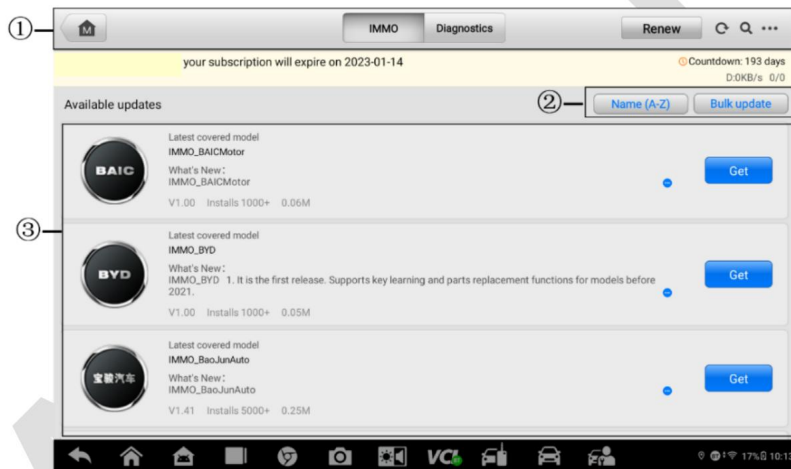 ①
M
IMMO
Diagnostics
Renew
your subscription will expire on 2023-01-14
Countdown: 193 days
D:0KB/s 0/0
Available updates
②
Name (A-Z)
Bulk update
③
BAIC
Latest covered model
IMMO_BAICMotor
What's New:
IMMO_BAICMotor
V1.00 Installs 1000+ 0.06M
Get
BYD
Latest covered model
IMMO_BYD
What's New:
IMMO_BYD 1. It is the first release. Supports key learning and parts replacement functions for models before
2021.
V1.00 Installs 1000+ 0.05M
Get
宝骏汽车
Latest covered model
IMMO_BaoJunAuto
What's New:
IMMO_BaoJunAuto
V1.41 Installs 5000+ 0.25M
Get
VCI
17% 10:13